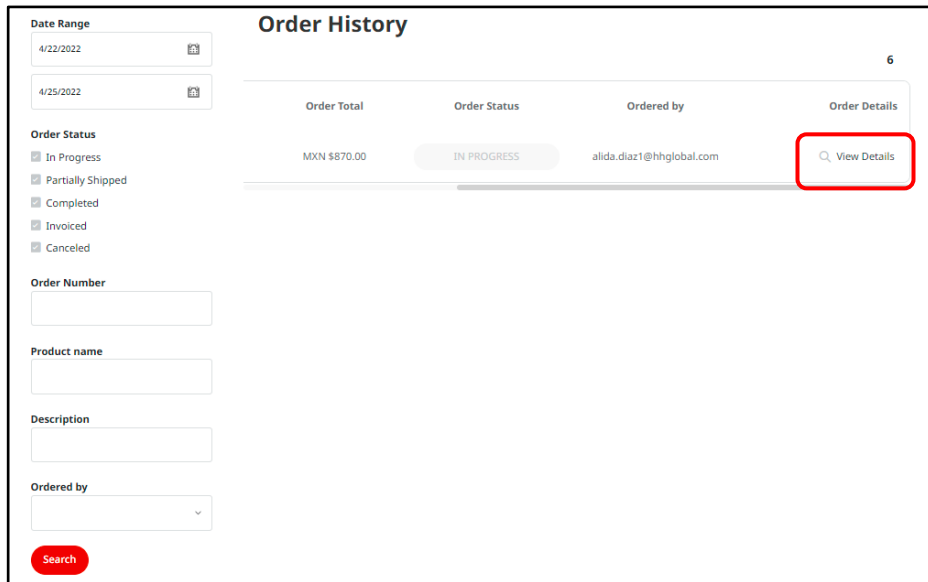 Date Range
4/22/2022
4/25/2022
Order Status
In Progress
Partially Shipped
Completed
Invoiced
Canceled
Order Number
Product name
Description
Ordered by
Search
Order History
6
Order Total Order Status Ordered by Order Details
MXN $870.00 IN PROGRESS alida.diaz1@hhglobal.com View Details